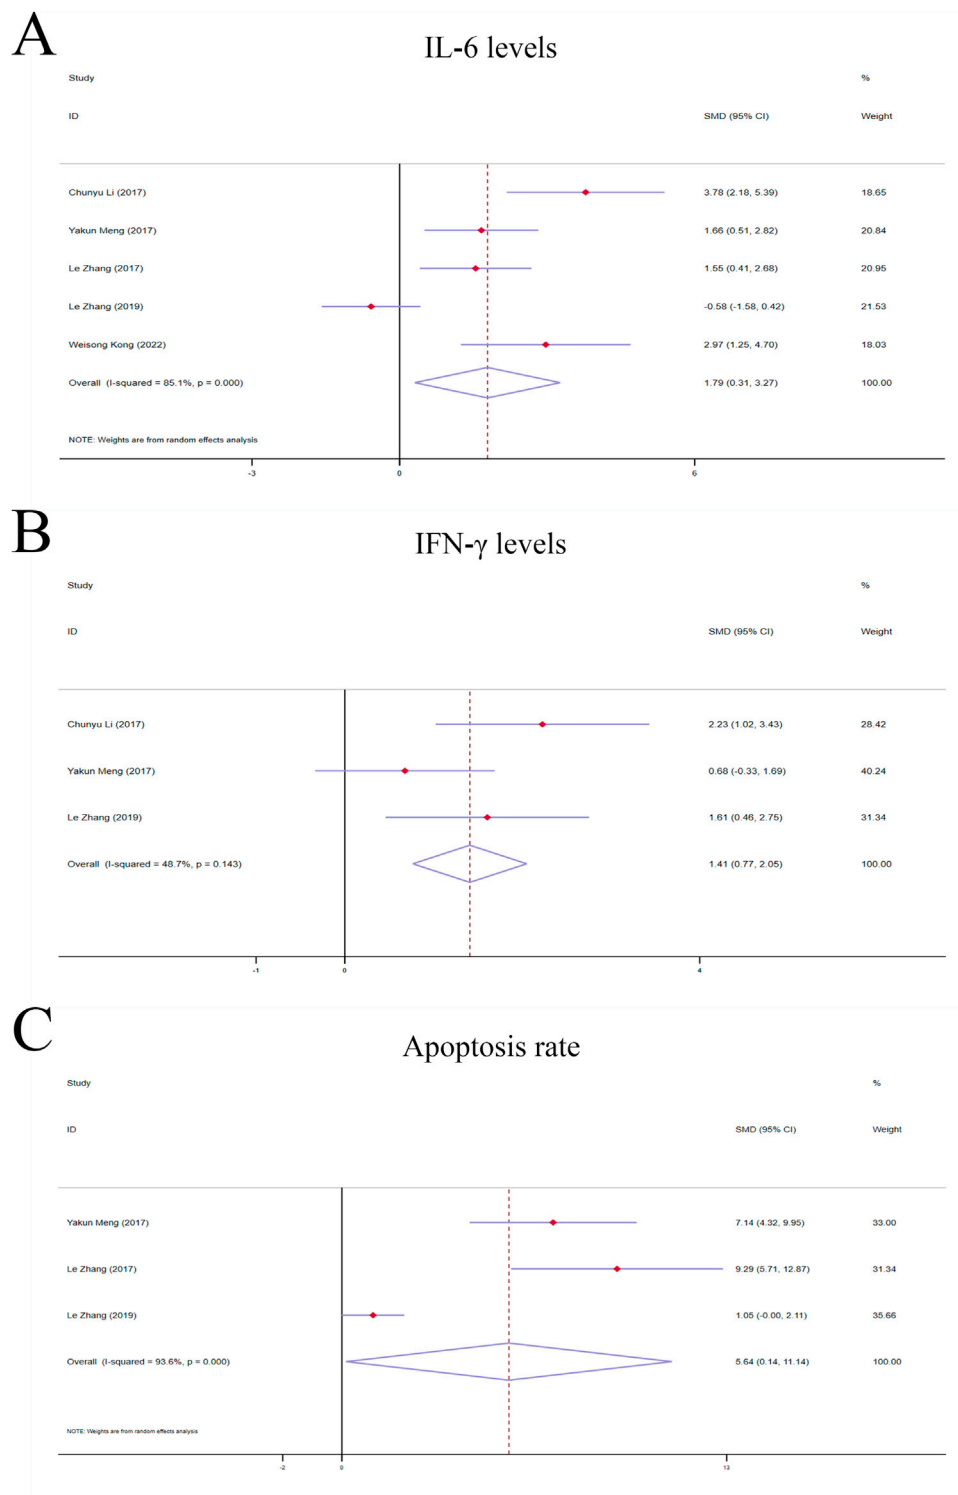 A
IL-6 levels
Study %
ID SMD (95% CI) Weight
Chunyu Li (2017) 3.78 (2.18, 5.39) 18.65
Yakun Meng (2017) 1.66 (0.51, 2.82) 20.84
Le Zhang (2017) 1.55 (0.41, 2.68) 20.95
Le Zhang (2019) -0.58 (-1.58, 0.42) 21.53
Weisong Kong (2022) 2.97 (1.25, 4.70) 18.03
Overall (I-squared = 85.1%, p = 0.000) 1.79 (0.31, 3.27) 100.00
NOTE: Weights are from random effects analysis
-3 0 6
B
IFN-γ levels
Study %
ID SMD (95% CI) Weight
Chunyu Li (2017) 2.23 (1.02, 3.43) 28.42
Yakun Meng (2017) 0.68 (-0.33, 1.69) 40.24
Le Zhang (2019) 1.61 (0.46, 2.75) 31.34
Overall (I-squared = 48.7%, p = 0.143) 1.41 (0.77, 2.05) 100.00
-1 0 4
C
Apoptosis rate
Study %
ID SMD (95% CI) Weight
Yakun Meng (2017) 7.14 (4.32, 9.95) 33.00
Le Zhang (2017) 9.29 (5.71, 12.87) 31.34
Le Zhang (2019) 1.05 (-0.00, 2.11) 35.66
Overall (I-squared = 93.6%, p = 0.000) 5.64 (0.14, 11.14) 100.00
NOTE: Weights are from random effects analysis
-2 0 13